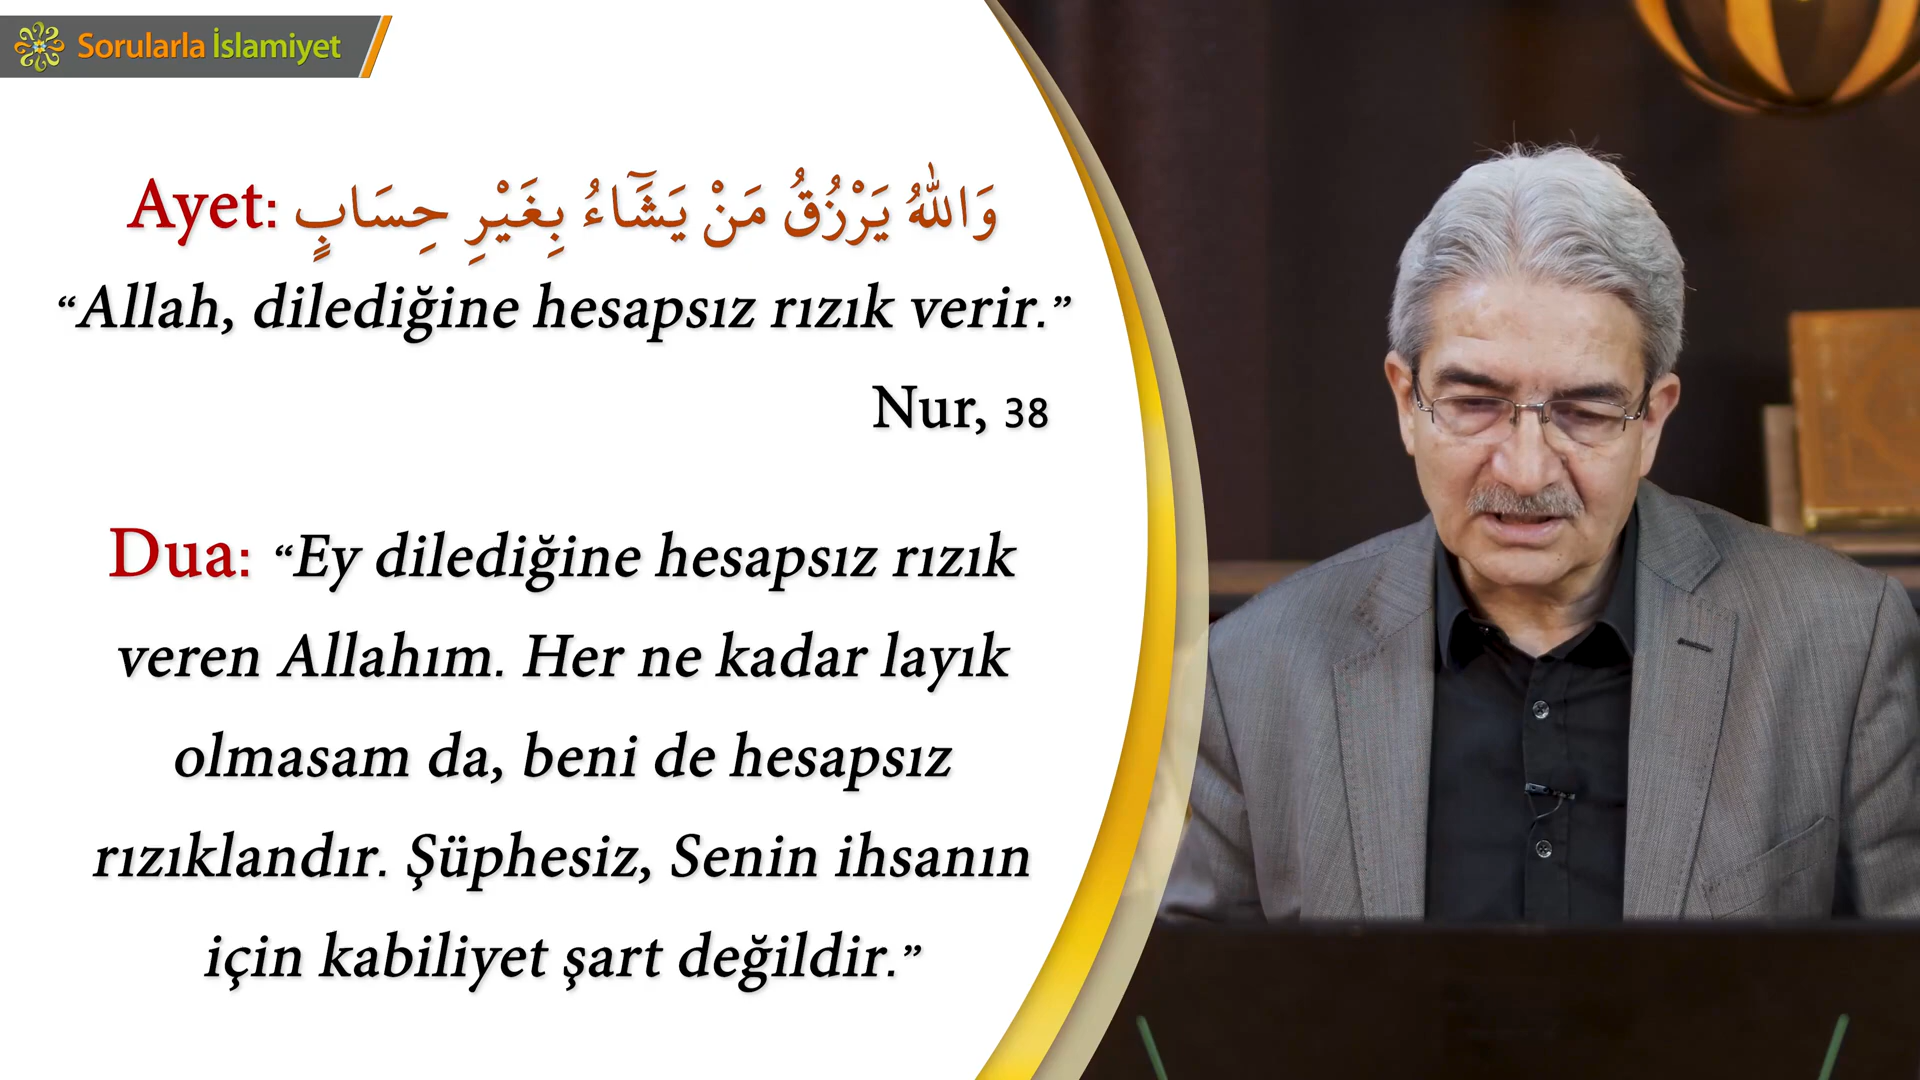 Sorularla İslamiyet
Ayet: وَاللّٰهُ يَرْزُقُ مَنْ يَشَٓاءُ بِغَيْرِ حِسَابٍ
“Allah, dilediğine hesapsız rızık verir.”
Nur, 38
Dua: “Ey dilediğine hesapsız rızık
veren Allahım. Her ne kadar layık
olmasam da, beni de hesapsız
rızıklandır. Şüphesiz, Senin ihsanın
için kabiliyet şart değildir.”